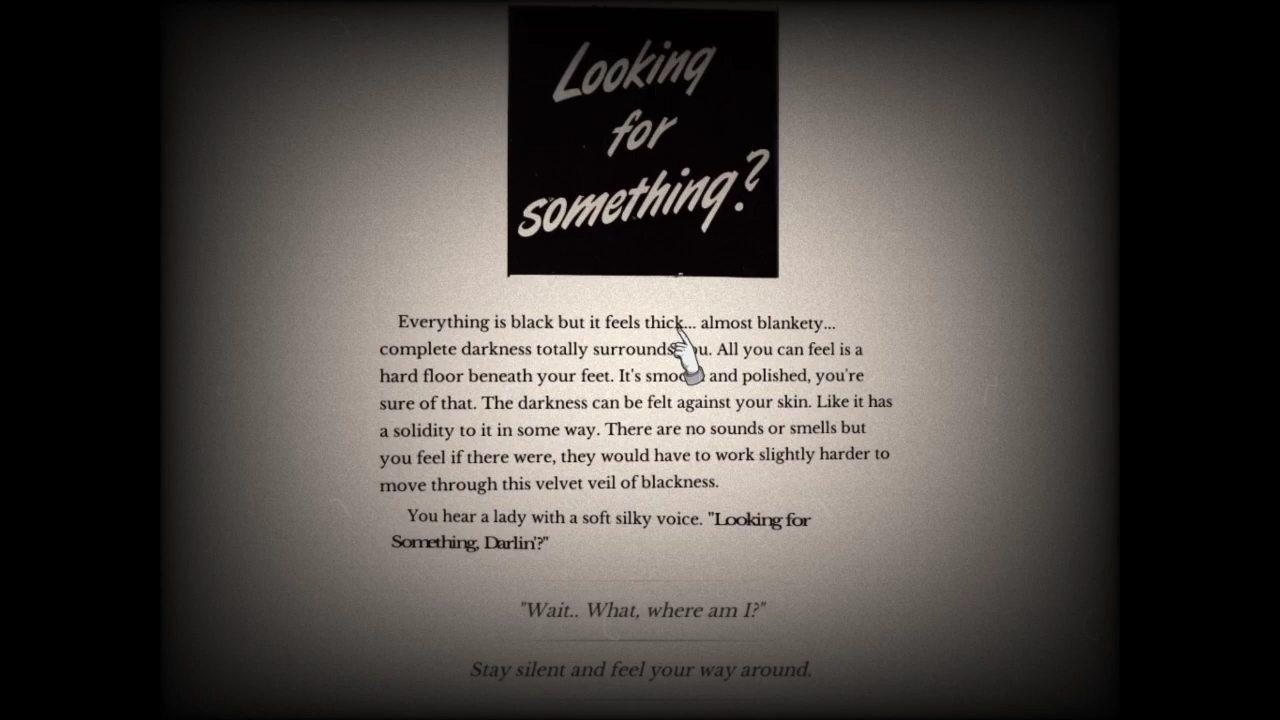 Looking
for
something?
Everything is black but it feels thick... almost blankety...
complete darkness totally surrounds you. All you can feel is a
hard floor beneath your feet. It's smooth and polished, you're
sure of that. The darkness can be felt against your skin. Like it has
a solidity to it in some way. There are no sounds or smells but
you feel if there were, they would have to work slightly harder to
move through this velvet veil of blackness.
You hear a lady with a soft silky voice. "Looking for
Something, Darlin'?"
"Wait.. What, where am I?"
Stay silent and feel your way around.